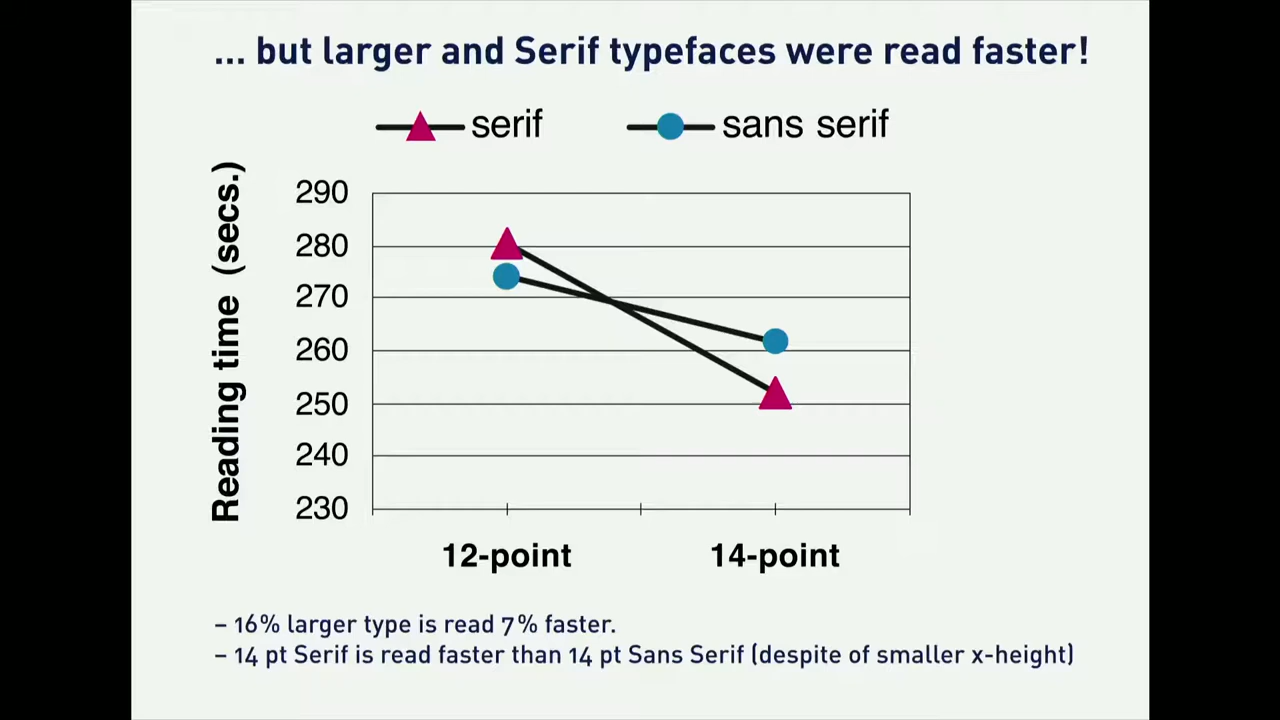 ... but larger and Serif typefaces were read faster!
serif
sans serif
Reading time (secs.)
290
280
270
260
250
240
230
12-point
14-point
– 16% larger type is read 7% faster.
– 14 pt Serif is read faster than 14 pt Sans Serif (despite of smaller x-height)